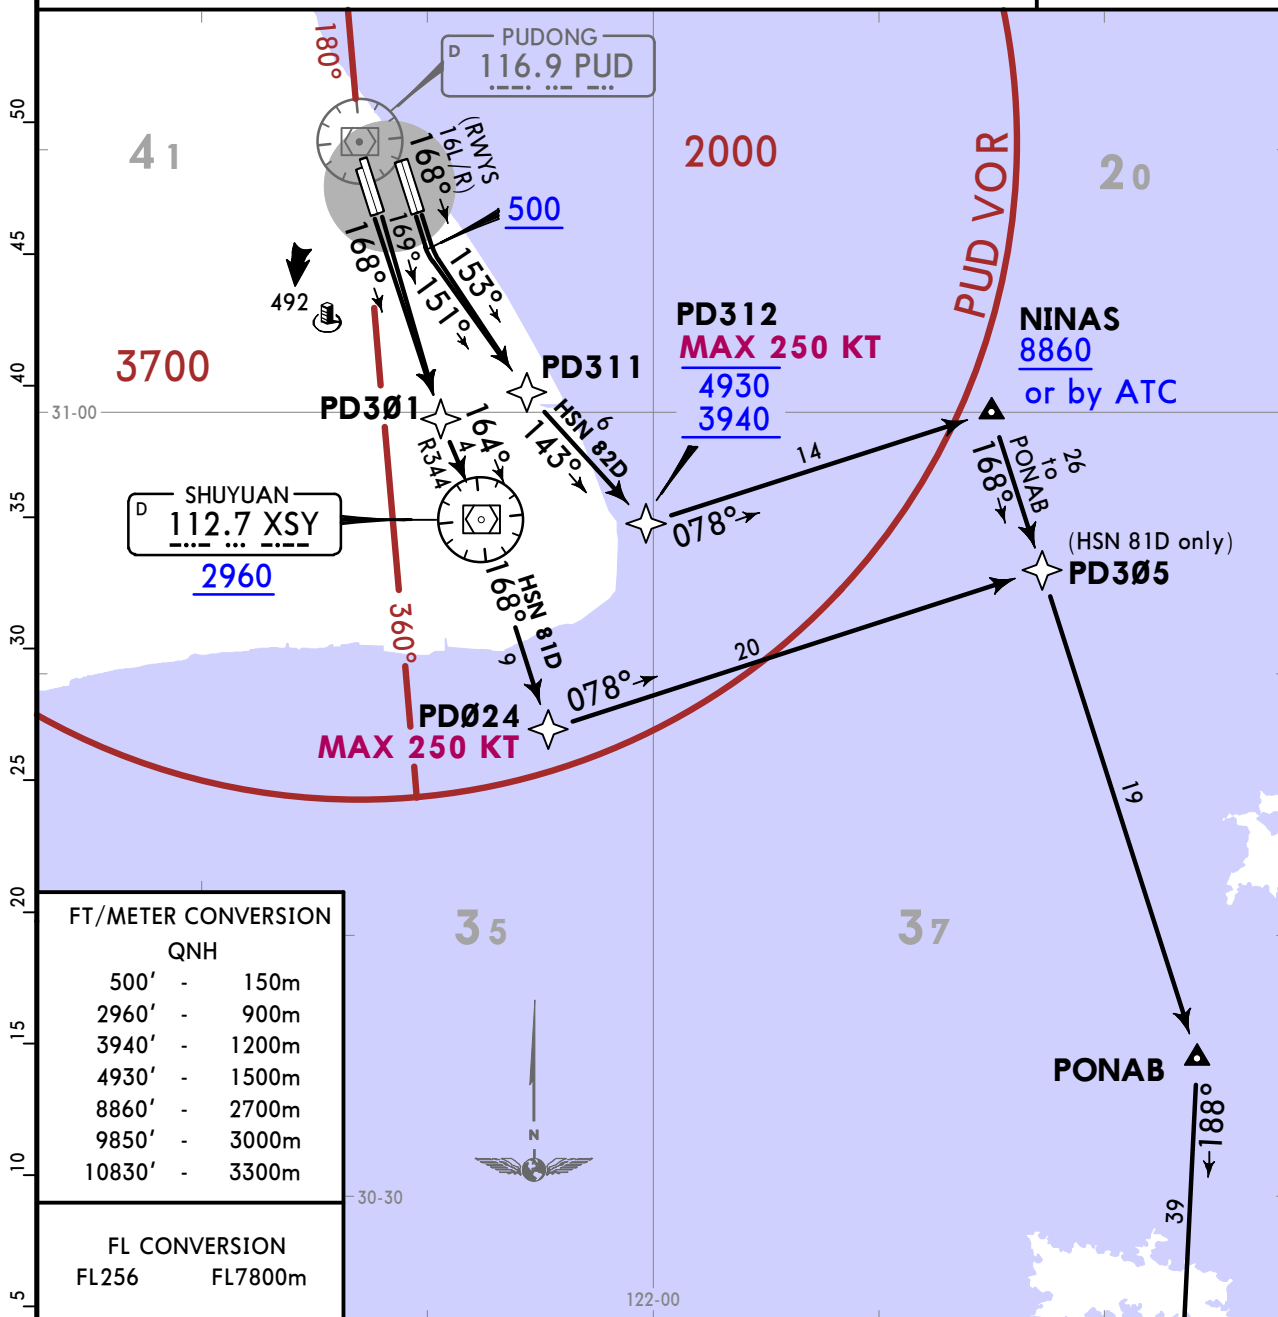 180°
PUDONG
D
116.9 PUD
50
41
2000
20
168°
(RWYS
16L/R)
PUD VOR
500
45
168°
169°
151°
153°
492
3700
PD312
MAX 250 KT
4930
3940
NINAS
8860
or by ATC
40
31-00
PD311
PD3Ø1
R344
4
164°
HSN 82D
6
143°
14
078°
168°
PONAB
to
26
35
SHUYUAN
D
112.7 XSY
2960
(HSN 81D only)
PD3Ø5
360°
168°
HSN 81D
9
30
078°
20
PDØ24
MAX 250 KT
25
19
20
35
37
FT/METER CONVERSION
QNH
500' - 150m
2960' - 900m
3940' - 1200m
4930' - 1500m
8860' - 2700m
9850' - 3000m
10830' - 3300m
15
PONAB
188°
N
10
30-30
39
FL CONVERSION
FL256 FL7800m
5
122-00